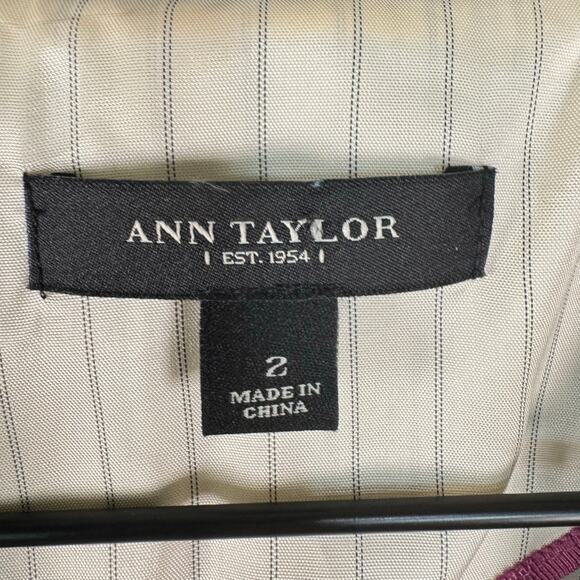 ANN TAYLOR
EST. 1954
2
MADE IN
CHINA